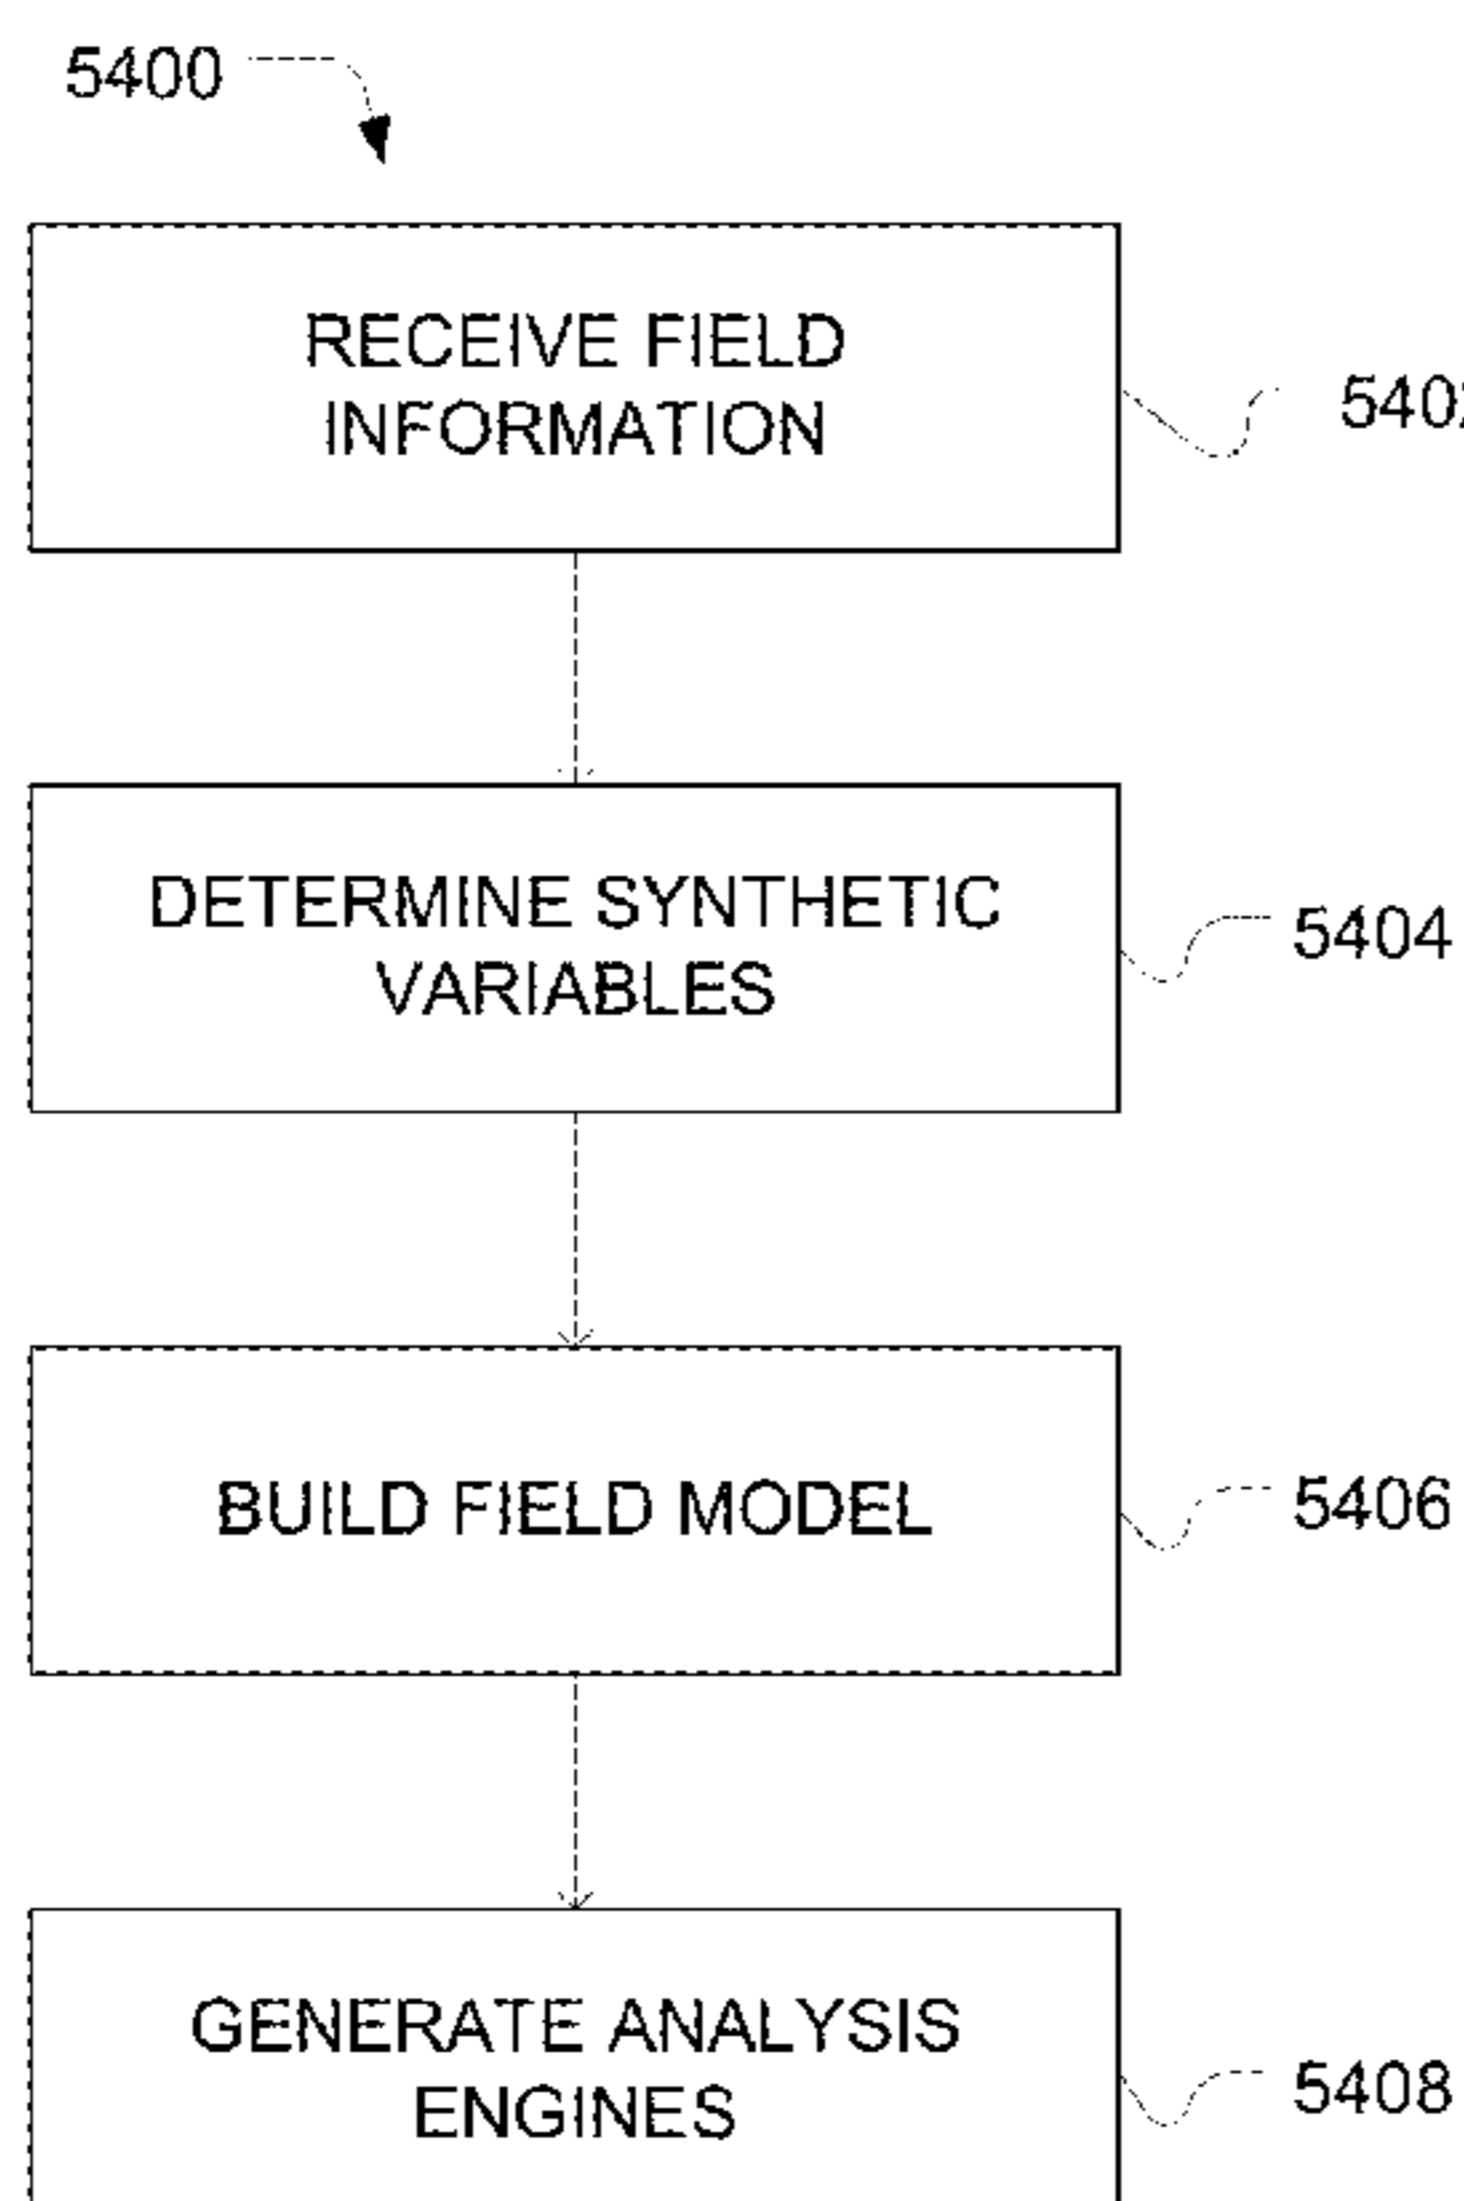 5400
RECEIVE FIELD
INFORMATION
DETERMINE SYNTHETIC
VARIABLES
5404
BUILD FIELD MODEL
5406
GENERATE ANALYSIS
ENGINES
5408